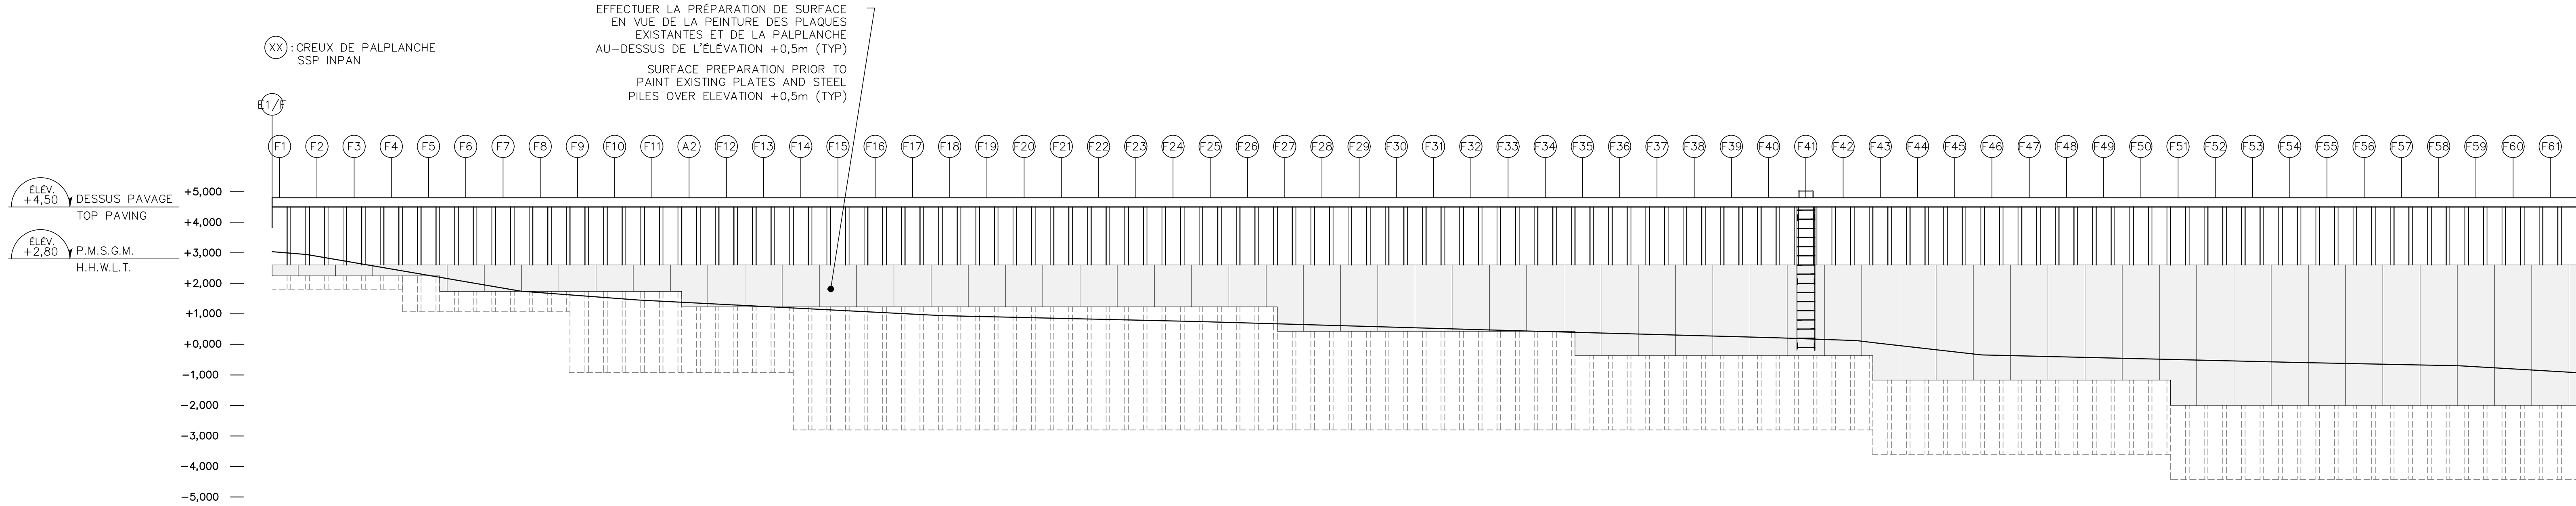 EFFECTUER LA PRÉPARATION DE SURFACE
EN VUE DE LA PEINTURE DES PLAQUES
EXISTANTES ET DE LA PALPLANCHE
AU-DESSUS DE L'ÉLÉVATION +0,5m (TYP)
SURFACE PREPARATION PRIOR TO
PAINT EXISTING PLATES AND STEEL
PILES OVER ELEVATION +0,5m (TYP)
XX : CREUX DE PALPLANCHE
SSP INPAN
E1/F
F1 F2 F3 F4 F5 F6 F7 F8 F9 F10 F11 A2 F12 F13 F14 F15 F16 F17 F18 F19 F20 F21 F22 F23 F24 F25 F26 F27 F28 F29 F30 F31 F32 F33 F34 F35 F36 F37 F38 F39 F40 F41 F42 F43 F44 F45 F46 F47 F48 F49 F50 F51 F52 F53 F54 F55 F56 F57 F58 F59 F60 F61
ÉLÉV.
+4,50
DESSUS PAVAGE
TOP PAVING
ÉLÉV.
+2,80
P.M.S.G.M.
H.H.W.L.T.
+5,000
+4,000
+3,000
+2,000
+1,000
+0,000
-1,000
-2,000
-3,000
-4,000
-5,000